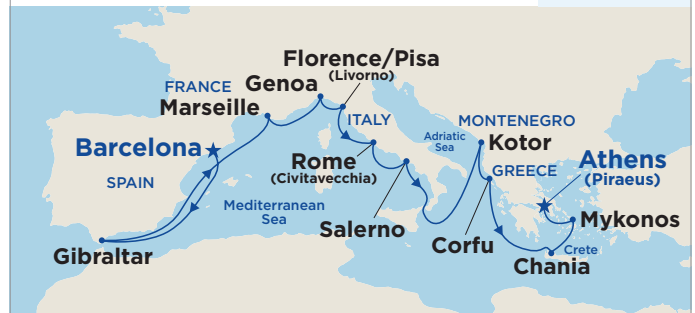 Florence/Pisa
(Livorno)
FRANCE
Genoa
Marseille
ITALY
MONTENEGRO
Barcelona
Adriatic
Sea
Kotor
Rome
(Civitavecchia)
GREECE
Athens
(Piraeus)
SPAIN
Mediterranean
Sea
Salerno
Mykonos
Corfu
Crete
Gibraltar
Chania